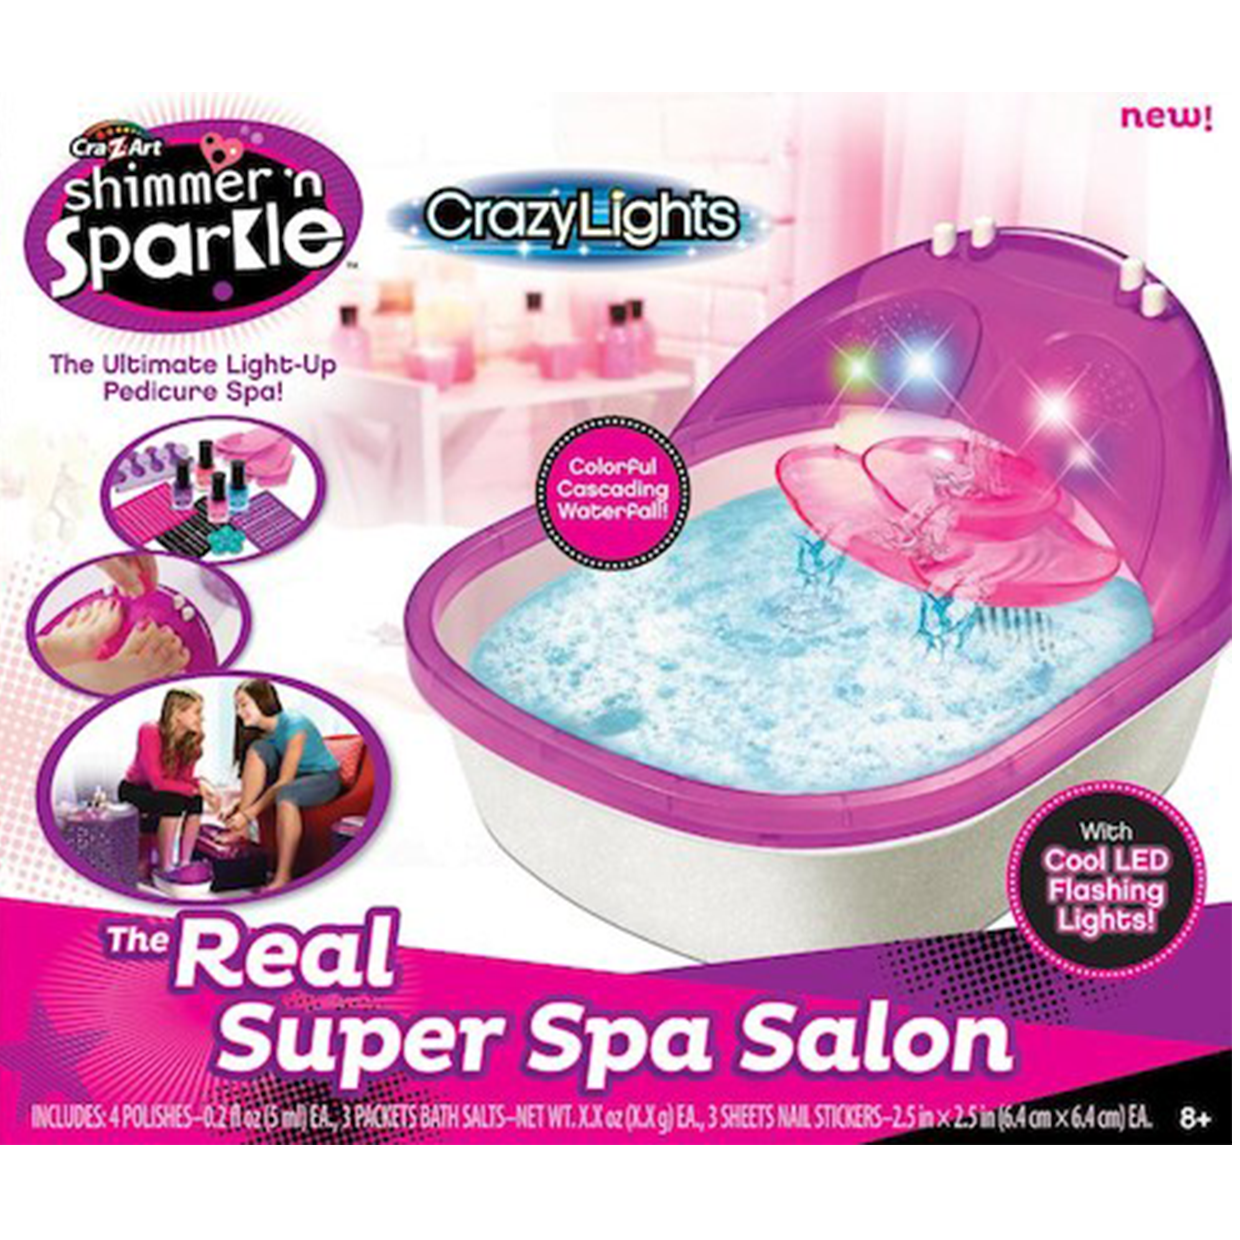 new!
Cra Z Art
shimmer 'n
Sparkle™
CrazyLights
The Ultimate Light-Up
Pedicure Spa!
Colorful
Cascading
Waterfall!
With
Cool LED
Flashing
Lights!
The Real
Super Spa Salon
INCLUDES: 4 POLISHES–0.2 fl oz (5 ml) EA., 3 PACKETS BATH SALTS–NET WT. X.X oz (X.X g) EA., 3 SHEETS NAIL STICKERS–2.5 in × 2.5 in (6.4 cm × 6.4 cm) EA.
8+